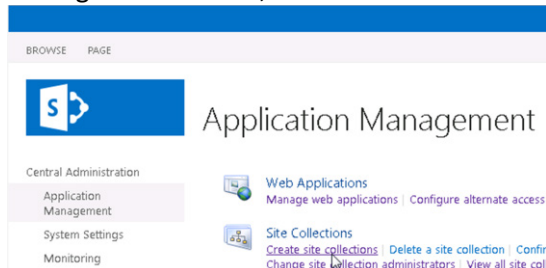 BROWSE PAGE
S
Application Management
Central Administration
Application
Management
System Settings
Monitoring
Web Applications
Manage web applications | Configure alternate access
Site Collections
Create site collections | Delete a site collection | Confir
Change site collection administrators | View all site coll